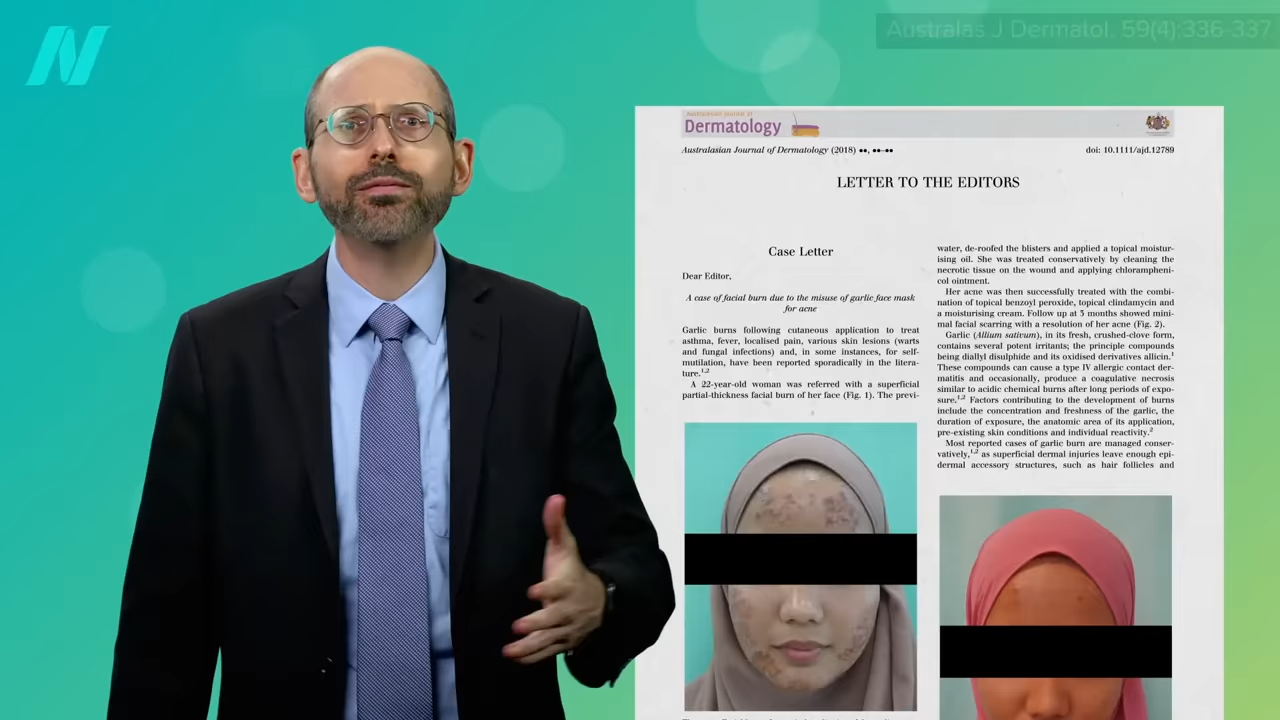 Australas J Dermatol. 59(4):336-337.
Australasian Journal of
Dermatology
Australasian Journal of Dermatology (2018) ••, ••–••
doi: 10.1111/ajd.12789
LETTER TO THE EDITORS
Case Letter
Dear Editor,
A case of facial burn due to the misuse of garlic face mask
for acne
Garlic burns following cutaneous application to treat
asthma, fever, localised pain, various skin lesions (warts
and fungal infections) and, in some instances, for self-
mutilation, have been reported sporadically in the litera-
ture.1,2
A 22-year-old woman was referred with a superficial
partial-thickness facial burn of her face (Fig. 1). The previ-
water, de-roofed the blisters and applied a topical moistur-
ising oil. She was treated conservatively by cleaning the
necrotic tissue on the wound and applying chlorampheni-
col ointment.
Her acne was then successfully treated with the combi-
nation of topical benzoyl peroxide, topical clindamycin and
a moisturising cream. Follow up at 3 months showed mini-
mal facial scarring with a resolution of her acne (Fig. 2).
Garlic (Allium sativum), in its fresh, crushed-clove form,
contains several potent irritants; the principle compounds
being diallyl disulphide and its oxidised derivatives allicin.1
These compounds can cause a type IV allergic contact der-
matitis and occasionally, produce a coagulative necrosis
similar to acidic chemical burns after long periods of expo-
sure.1,2 Factors contributing to the development of burns
include the concentration and freshness of the garlic, the
duration of exposure, the anatomic area of its application,
pre-existing skin conditions and individual reactivity.2
Most reported cases of garlic burn are managed conser-
vatively,1,2 as superficial dermal injuries leave enough epi-
dermal accessory structures, such as hair follicles and